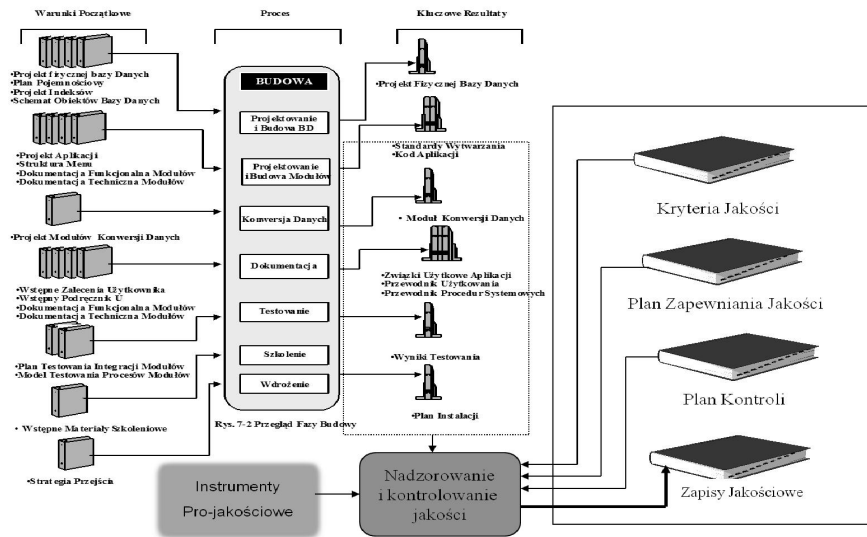 Warunki Początkowe
Proces
Kluczowe Rezultaty
•Projekt fizycznej bazy Danych
•Plan Pojemnościowy
•Projekt Indeksów
•Schemat Obiektów Bazy Danych
•Projekt Aplikacji
•Struktura Menu
•Dokumentacja Funkcjonalna Modułów
•Dokumentacja Techniczna Modułów
•Projekt Modułów Konwersji Danych
•Wstępne Zalecenia Użytkownika
•Wstępny Podręcznik U
•Dokumentacja Funkcjonalna Modułów
•Dokumentacja Techniczna Modułów
•Plan Testowania Integracji Modułów
•Model Testowania Procesów Modułów
• Wstępne Materiały Szkoleniowe
•Strategia Przejścia
BUDOWA
Projektowanie
i Budowa BD
Projektowanie
i Budowa Modułów
Konwersja Danych
Dokumentacja
Testowanie
Szkolenie
Wdrożenie
Rys. 7-2 Przegląd Fazy Budowy
•Projekt Fizycznej Bazy Danych
•Standardy Wytwarzania
•Kod Aplikacji
• Moduł Konwersji Danych
•Związki Użytkowe Aplikacji
•Przewodnik Użytkowania
•Przewodnik Procedur Systemowych
•Wyniki Testowania
•Plan Instalacji
Instrumenty
Pro-jakościowe
Nadzorowanie
i kontrolowanie
jakości
Kryteria Jakości
Plan Zapewniania Jakości
Plan Kontroli
Zapisy Jakościowe